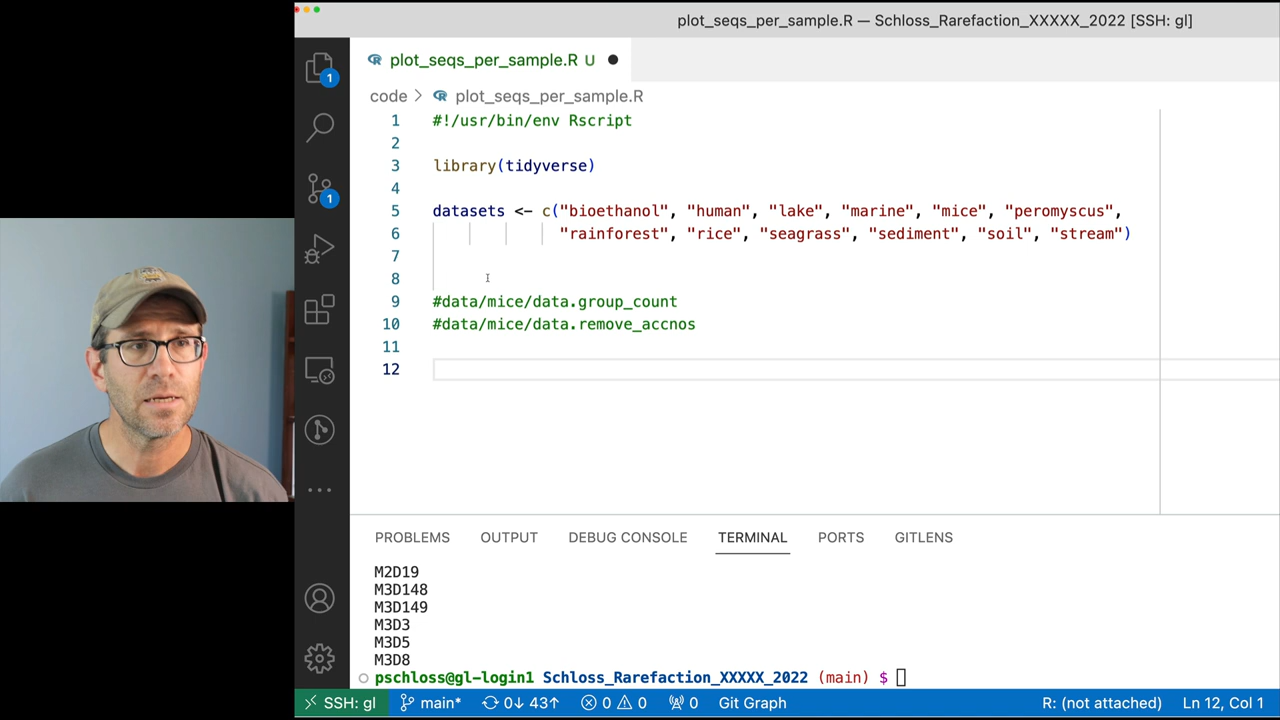 plot_seqs_per_sample.R — Schloss_Rarefaction_XXXXX_2022 [SSH: gl]
plot_seqs_per_sample.R U
code > plot_seqs_per_sample.R
1 #!/usr/bin/env Rscript
2
3 library(tidyverse)
4
5 datasets <- c("bioethanol", "human", "lake", "marine", "mice", "peromyscus",
6 "rainforest", "rice", "seagrass", "sediment", "soil", "stream")
7
8
9 #data/mice/data.group_count
10 #data/mice/data.remove_accnos
11
12
1
1
PROBLEMS OUTPUT DEBUG CONSOLE TERMINAL PORTS GITLENS
M2D19
M3D148
M3D149
M3D3
M3D5
M3D8
pschloss@gl-login1 Schloss_Rarefaction_XXXXX_2022 (main) $
SSH: gl main* 0↓ 43↑ 0 0 0 Git Graph R: (not attached) Ln 12, Col 1